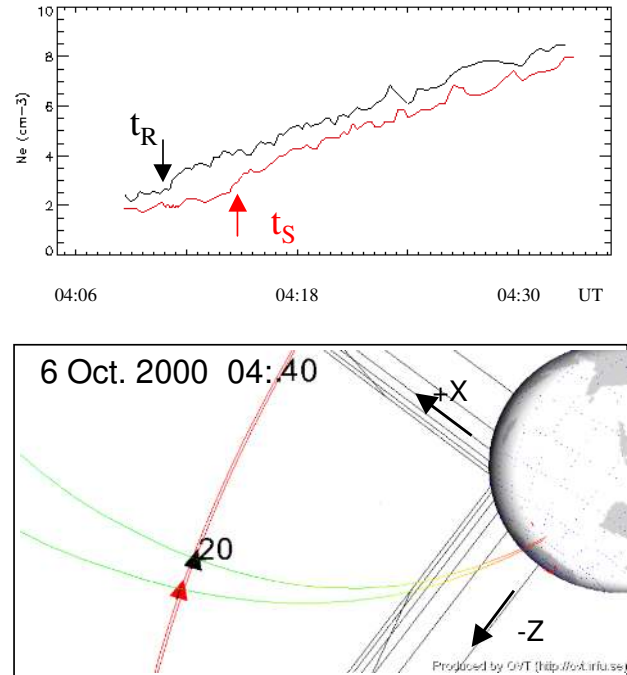 10
8
6
4
2
0
Ne (cm-3)
tR
tS
04:06 04:18 04:30 UT
6 Oct. 2000 04:.40
+X
20
-Z
Produced by OVT (http://ovt.irfu.se)